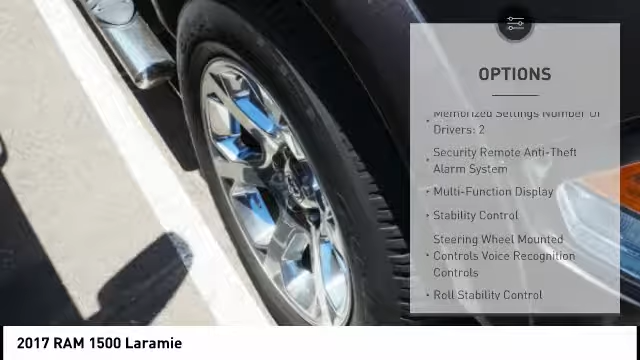 OPTIONS
Memorized Settings Number Of
Drivers: 2
Security Remote Anti-Theft
Alarm System
Multi-Function Display
Stability Control
Steering Wheel Mounted
Controls Voice Recognition
Controls
Roll Stability Control
2017 RAM 1500 Laramie